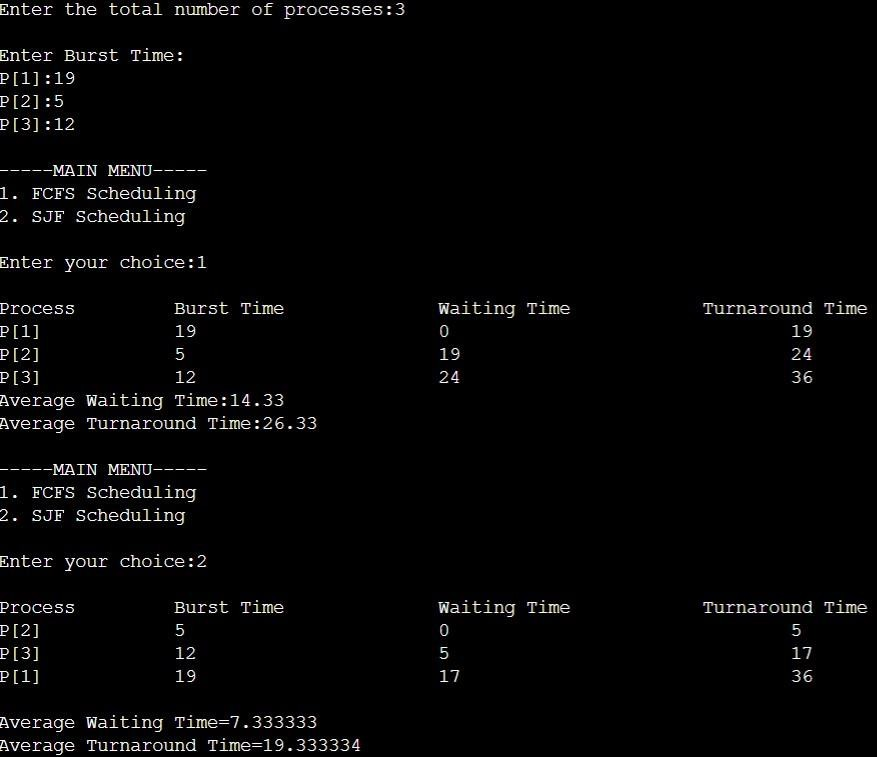 Enter the total number of processes:3
Enter Burst Time:
P[1]:19
P[2]:5
P[3]:12
-----MAIN MENU-----
1. FCFS Scheduling
2. SJF Scheduling
Enter your choice:1
Process Burst Time Waiting Time Turnaround Time
P[1] 19 0 19
P[2] 5 19 24
P[3] 12 24 36
Average Waiting Time:14.33
Average Turnaround Time:26.33
-----MAIN MENU-----
1. FCFS Scheduling
2. SJF Scheduling
Enter your choice:2
Process Burst Time Waiting Time Turnaround Time
P[2] 5 0 5
P[3] 12 5 17
P[1] 19 17 36
Average Waiting Time=7.333333
Average Turnaround Time=19.333334